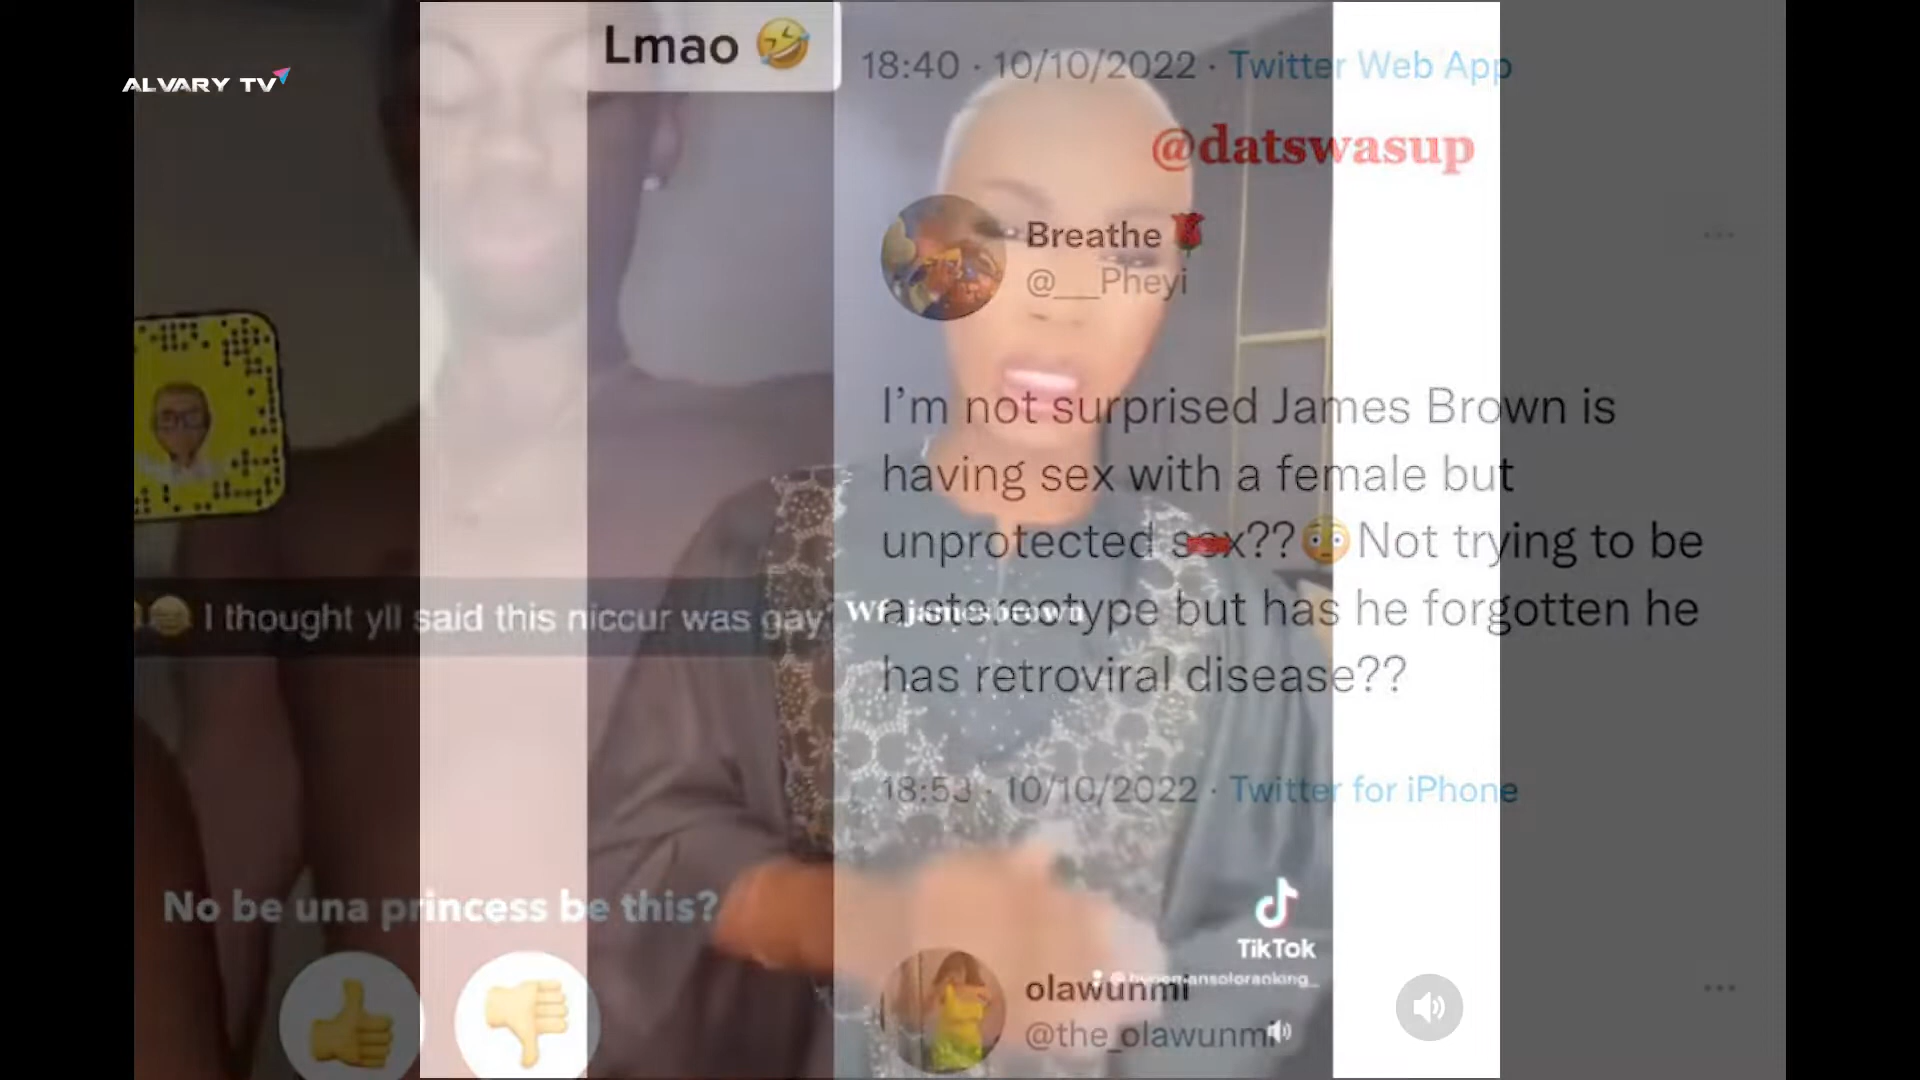 Lmao 🤣
ALVARY TV
18:40 · 10/10/2022 · Twitter Web App
@datswasup
Breathe 🌹
@___Pheyi
I'm not surprised James Brown is
having sex with a female but
unprotected sex??😳Not trying to be
a stereotype but has he forgotten he
has retroviral disease??
I thought yll said this niccur was gay
Wf_jamesbrown
18:53 · 10/10/2022 · Twitter for iPhone
No be una princess be this?
TikTok
olawunmi
@the_olawunmi